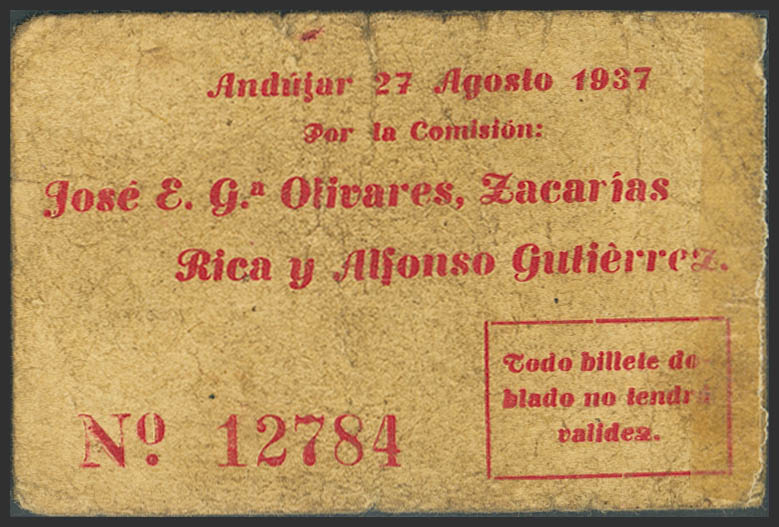 Andújar 27 Agosto 1937
Por la Comisión:
José E. G.ª Olivares, Zacarías
Rica y Alfonso Gutièrrez.
Todo billete do-
blado no tendrá
validez.
Nº. 12784